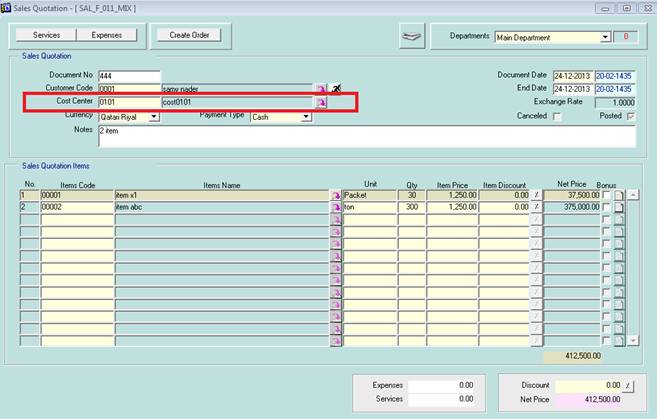 Sales Quotation - [ SAL_F_011_MIX ]
Services Expenses Create Order Departments Main Department 0
Sales Quotation
Document No 444 Document Date 24-12-2013 20-02-1435
Customer Code 0001 samy nader End Date 24-12-2013 20-02-1435
Cost Center 0101 cost0101 Exchange Rate 1.0000
Currency Qatari Riyal Payment Type Cash Canceled Posted
Notes 2 item
Sales Quotation Items
No. Items Code Items Name Unit Qty Item Price Item Discount Net Price Bonus
1 00001 item x1 Packet 30 1,250.00 0.00 % 37,500.00
2 00002 item abc ton 300 1,250.00 0.00 % 375,000.00
412,500.00
Expenses 0.00 Discount 0.00 %
Services 0.00 Net Price 412,500.00